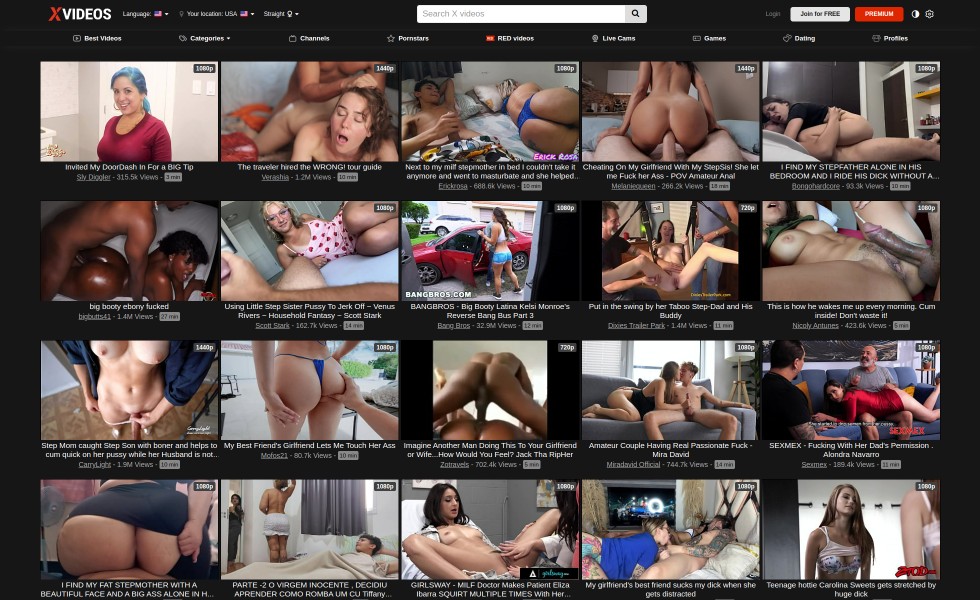 XVIDEOS
Language:
Your location: USA
Straight
Search X videos
Login
Join for FREE
PREMIUM
Best Videos
Categories
Channels
Pornstars
RED videos
Live Cams
Games
Dating
Profiles
1080p
1440p
1080p
1440p
1080p
ERICK ROSA
Invited My DoorDash In For a BIG Tip
Sly Diggler - 315.5k Views - 8 min
The traveler hired the WRONG! tour guide
Verashia - 1.2M Views - 10 min
Next to my milf stepmother in bed I couldn't take it
anymore and went to masturbate and she helped...
Erickrosa - 688.6k Views - 10 min
Cheating On My Girlfriend With My StepSis! She let
me Fuck her Ass - POV Amateur Anal
Melaniequeen - 266.2k Views - 18 min
I FIND MY STEPFATHER ALONE IN HIS
BEDROOM AND I RIDE HIS DICK WITHOUT A...
Bongohardcore - 93.3k Views - 10 min
1080p
1080p
720p
1080p
BANGBROS.COM
DixiesTrailerPark.com
big booty ebony fucked
bigbutts41 - 1.4M Views - 27 min
Using Little Step Sister Pussy To Jerk Off ~ Venus
Rivers ~ Household Fantasy ~ Scott Stark
Scott Stark - 162.7k Views - 14 min
BANGBROS - Big Booty Latina Kelsi Monroe's
Reverse Bang Bus Part 3
Bang Bros - 32.9M Views - 12 min
Put in the swing by her Taboo Step-Dad and His
Buddy
Dixies Trailer Park - 1.4M Views - 11 min
This is how he wakes me up every morning. Cum
inside! Don't waste it!
Nicoly Antunes - 423.6k Views - 5 min
1440p
1080p
720p
1080p
1080p
CarryLight
SEXMEX
Step Mom caught Step Son with boner and helps to
cum quick on her pussy while her Husband is not...
CarryLight - 1.9M Views - 10 min
My Best Friend's Girlfriend Lets Me Touch Her Ass
Mofos21 - 80.7k Views - 10 min
Imagine Another Man Doing This To Your Girlfriend
or Wife...How Would You Feel? Jack Tha RipHer
Zotravels - 702.4k Views - 5 min
Amateur Couple Having Real Passionate Fuck -
Mira David
Miradavid Official - 744.7k Views - 14 min
SEXMEX - Fucking With Her Dad's Permission .
Alondra Navarro
Sexmex - 189.4k Views - 11 min
1080p
1080p
1080p
1080p
1080p
girlsway
I FIND MY FAT STEPMOTHER WITH A
BEAUTIFUL FACE AND A BIG ASS ALONE IN H...
PARTE -2 O VIRGEM INOCENTE , DECIDIU
APRENDER COMO ROMBA UM CU Tiffany...
GIRLSWAY - MILF Doctor Makes Patient Eliza
Ibarra SQUIRT MULTIPLE TIMES With Her...
My girlfriend's best friend sucks my dick when she
gets distracted
Teenage hottie Carolina Sweets gets stretched by
huge dick